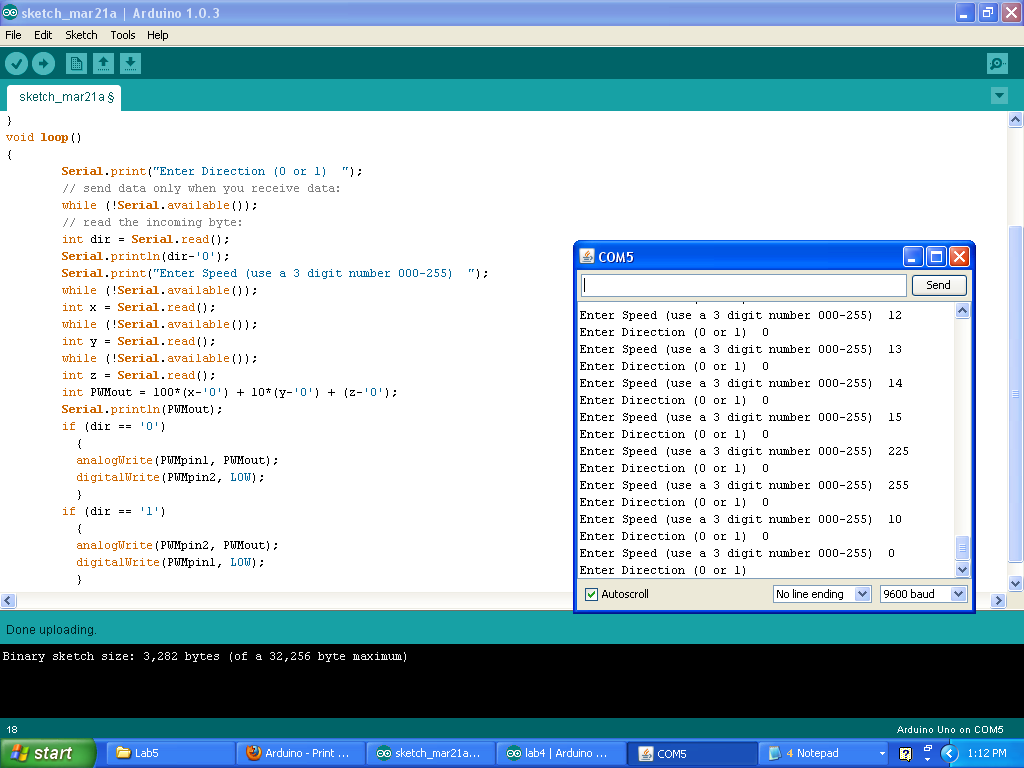 sketch_mar21a | Arduino 1.0.3
File Edit Sketch Tools Help
sketch_mar21a §
}
void loop()
{
Serial.print("Enter Direction (0 or 1)  ");
// send data only when you receive data:
while (!Serial.available());
// read the incoming byte:
int dir = Serial.read();
Serial.println(dir-'0');
Serial.print("Enter Speed (use a 3 digit number 000-255)  ");
while (!Serial.available());
int x = Serial.read();
while (!Serial.available());
int y = Serial.read();
while (!Serial.available());
int z = Serial.read();
int PWMout = 100*(x-'0') + 10*(y-'0') + (z-'0');
Serial.println(PWMout);
if (dir == '0')
{
analogWrite(PWMpin1, PWMout);
digitalWrite(PWMpin2, LOW);
}
if (dir == '1')
{
analogWrite(PWMpin2, PWMout);
digitalWrite(PWMpin1, LOW);
}
COM5
Send
Enter Speed (use a 3 digit number 000-255)  12
Enter Direction (0 or 1)  0
Enter Speed (use a 3 digit number 000-255)  13
Enter Direction (0 or 1)  0
Enter Speed (use a 3 digit number 000-255)  14
Enter Direction (0 or 1)  0
Enter Speed (use a 3 digit number 000-255)  15
Enter Direction (0 or 1)  0
Enter Speed (use a 3 digit number 000-255)  225
Enter Direction (0 or 1)  0
Enter Speed (use a 3 digit number 000-255)  255
Enter Direction (0 or 1)  0
Enter Speed (use a 3 digit number 000-255)  10
Enter Direction (0 or 1)  0
Enter Speed (use a 3 digit number 000-255)  0
Enter Direction (0 or 1)
Autoscroll No line ending 9600 baud
Done uploading.
Binary sketch size: 3,282 bytes (of a 32,256 byte maximum)
18 Arduino Uno on COM5
start Lab5 Arduino - Print ... sketch_mar21a... lab4 | Arduino ... COM5 4 Notepad 1:12 PM